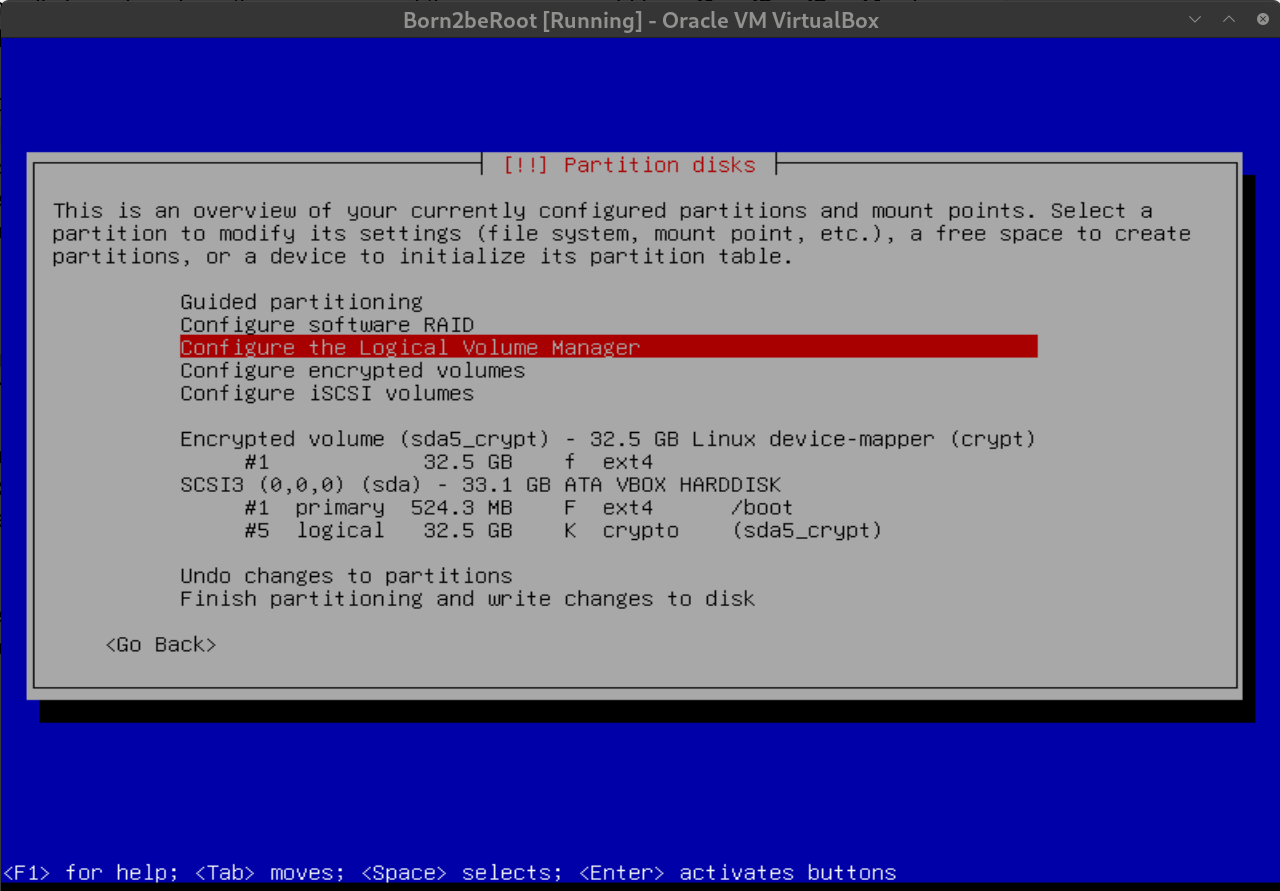 Born2beRoot [Running] - Oracle VM VirtualBox
[!!] Partition disks
This is an overview of your currently configured partitions and mount points. Select a
partition to modify its settings (file system, mount point, etc.), a free space to create
partitions, or a device to initialize its partition table.
Guided partitioning
Configure software RAID
Configure the Logical Volume Manager
Configure encrypted volumes
Configure iSCSI volumes
Encrypted volume (sda5_crypt) - 32.5 GB Linux device-mapper (crypt)
#1 32.5 GB f ext4
SCSI3 (0,0,0) (sda) - 33.1 GB ATA VBOX HARDDISK
#1 primary 524.3 MB F ext4 /boot
#5 logical 32.5 GB K crypto (sda5_crypt)
Undo changes to partitions
Finish partitioning and write changes to disk
<Go Back>
<F1> for help; <Tab> moves; <Space> selects; <Enter> activates buttons